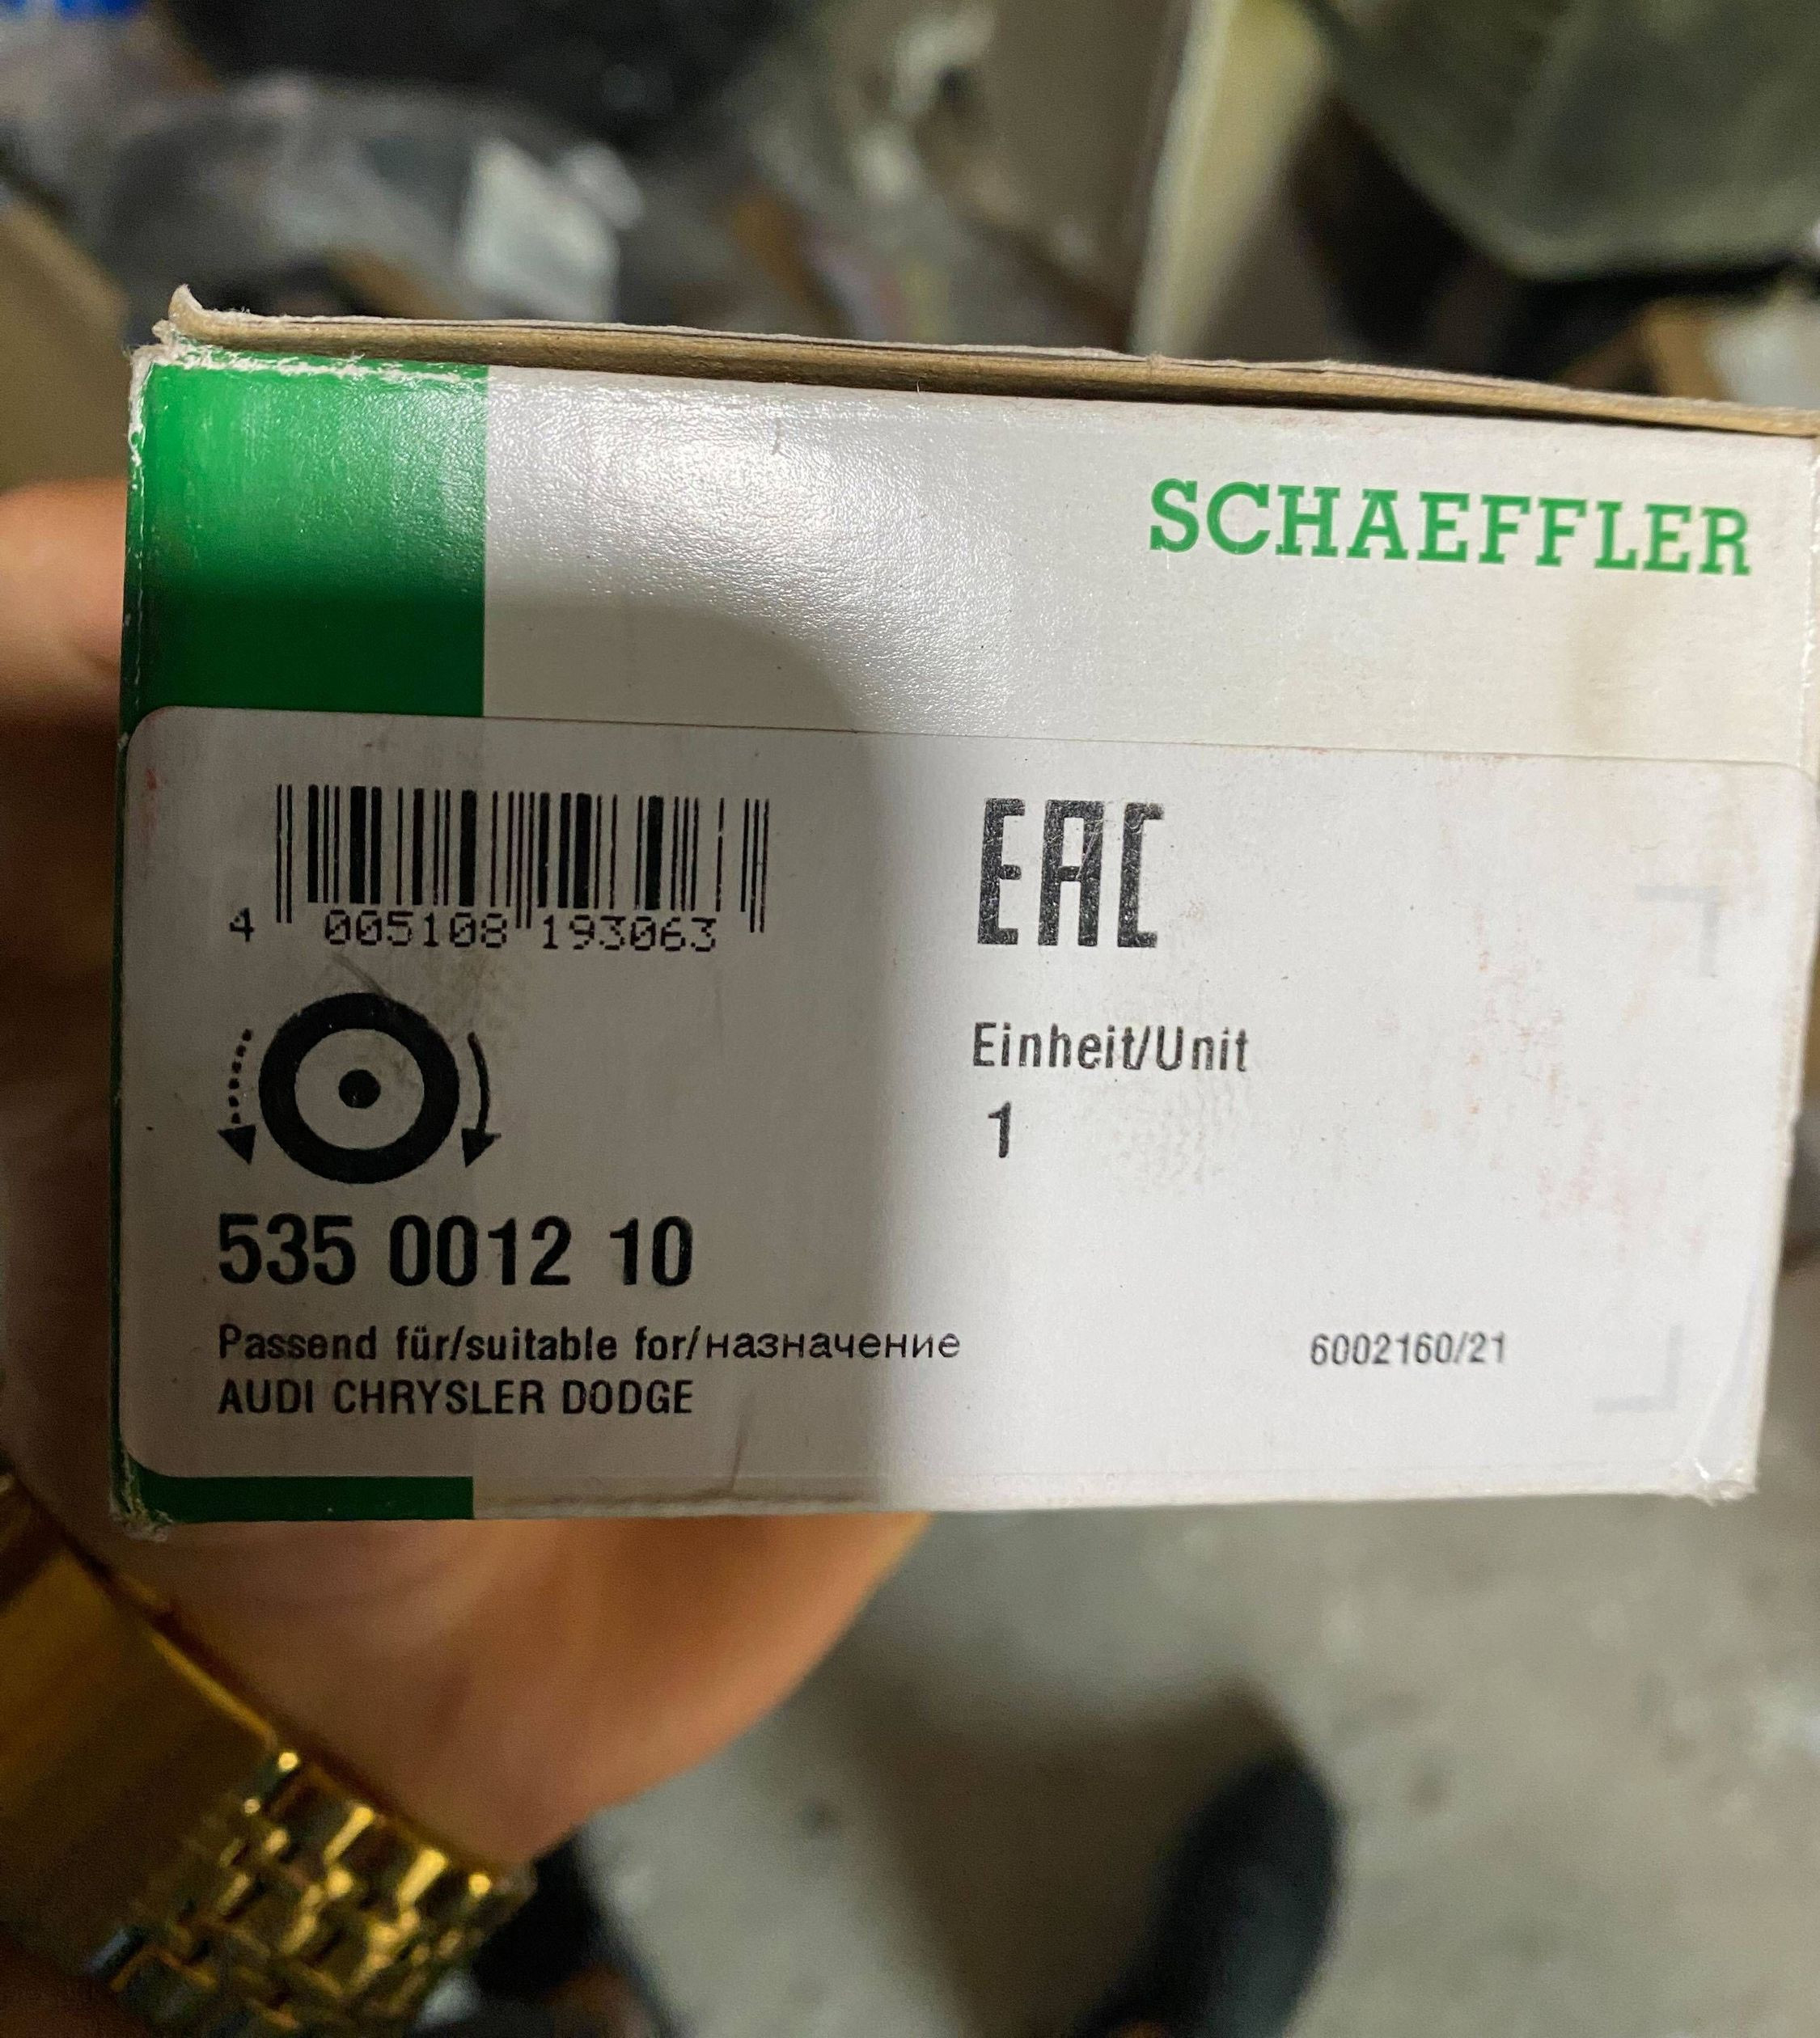 SCHAEFFLER
4 005108 193063
EAC
Einheit/Unit
1
535 0012 10
Passend für/suitable for/назначение
AUDI CHRYSLER DODGE
6002160/21